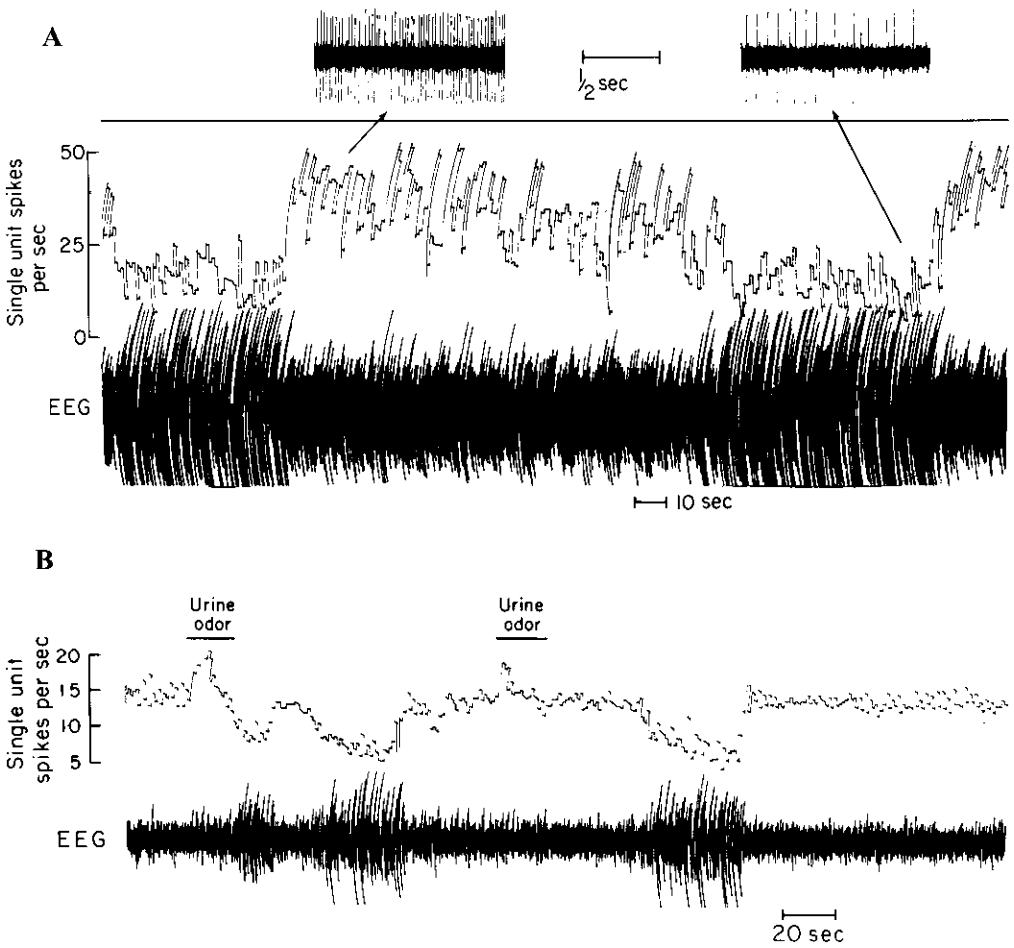 A
½ sec
50
25
0
Single unit spikes
per sec
EEG
10 sec
B
Urine
odor
Urine
odor
20
15
10
5
Single unit
spikes per sec
EEG
20 sec